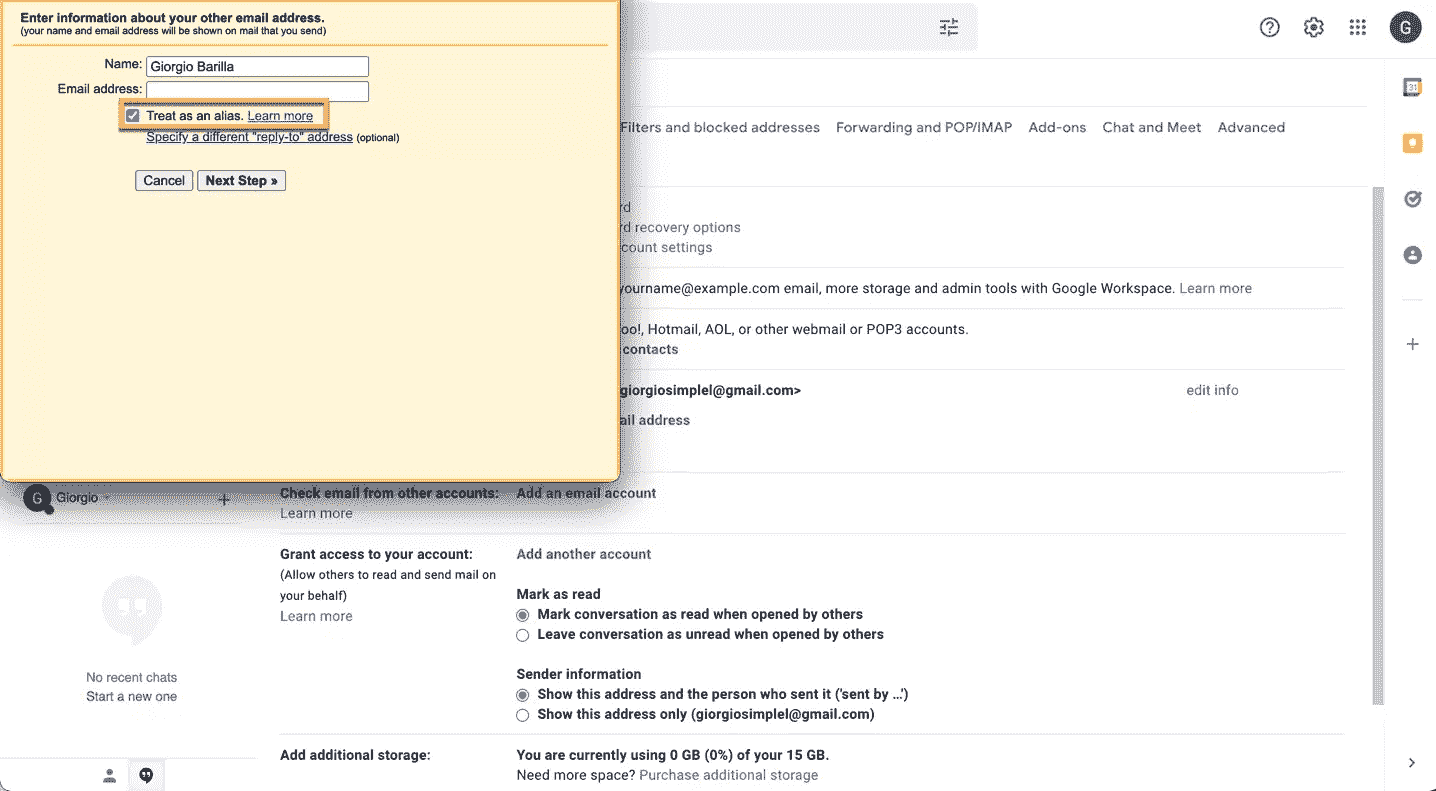 Enter information about your other email address.
(your name and email address will be shown on mail that you send)
Name: Giorgio Barilla
Email address:
Treat as an alias. Learn more
Specify a different "reply-to" address (optional)
Cancel Next Step »
G
31
Filters and blocked addresses Forwarding and POP/IMAP Add-ons Chat and Meet Advanced
rd
rd recovery options
count settings
yourname@example.com email, more storage and admin tools with Google Workspace. Learn more
oo!, Hotmail, AOL, or other webmail or POP3 accounts.
contacts
giorgiosimplel@gmail.com> edit info
ail address
G Giorgio
Check email from other accounts: Add an email account
Learn more
Grant access to your account: Add another account
(Allow others to read and send mail on
your behalf)
Learn more
Mark as read
Mark conversation as read when opened by others
Leave conversation as unread when opened by others
Sender information
Show this address and the person who sent it ('sent by ...')
Show this address only (giorgiosimplel@gmail.com)
No recent chats
Start a new one
Add additional storage: You are currently using 0 GB (0%) of your 15 GB.
Need more space? Purchase additional storage